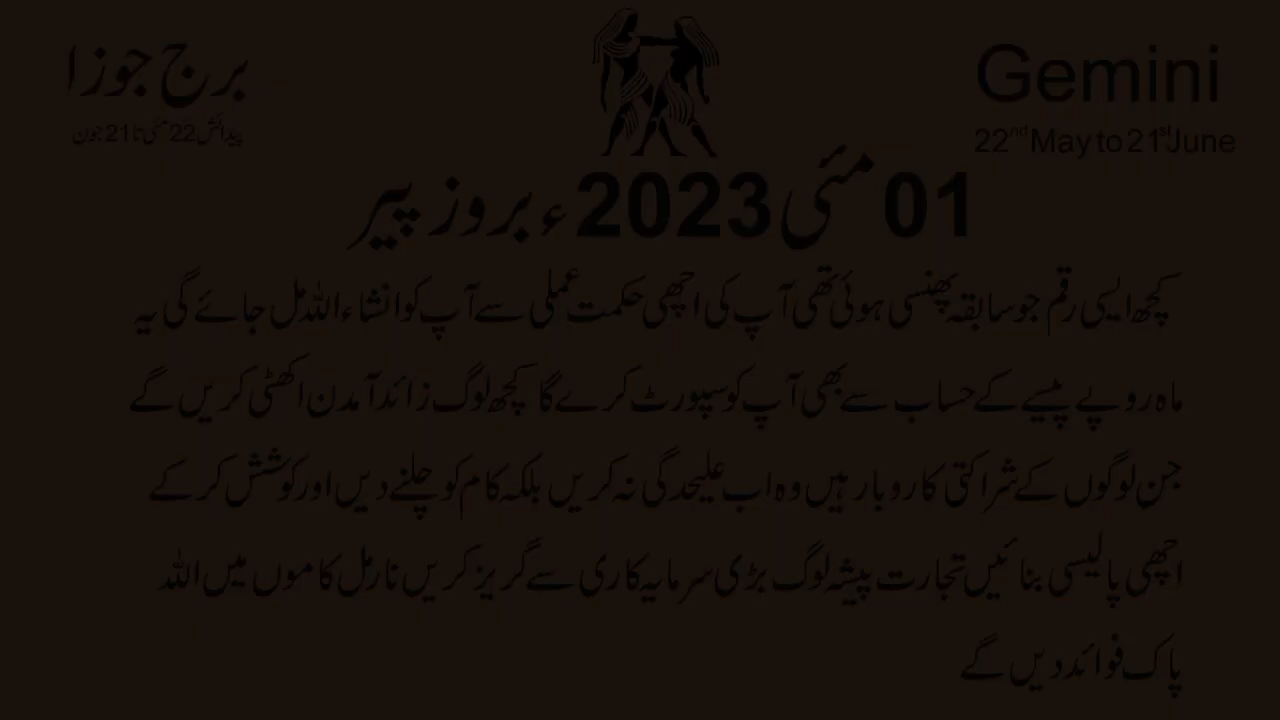 برج جوزا
پیدائش 22 مئی تا 21 جون
Gemini
22nd May to 21st June
01 مئی 2023ء بروز پیر
کچھ ایسی رقم جو سابقہ پھنسی ہوئی تھی آپ کی اچھی حکمت عملی سے آپ کو انشاء اللہ مل جائے گی یہ
ماہ روپے پیسے کے حساب سے بھی آپ کو سپورٹ کرے گا کچھ لوگ زائد آمدن اکھٹی کریں گے
جن لوگوں کے شراکتی کاروبار ہیں وہ اب علیحدگی نہ کریں بلکہ کام کو چلنے دیں اور کوشش کر کے
اچھی پالیسی بنائیں تجارت پیشہ لوگ بڑی سرمایہ کاری سے گریز کریں نارمل کاموں میں اللہ
پاک فوائد دیں گے